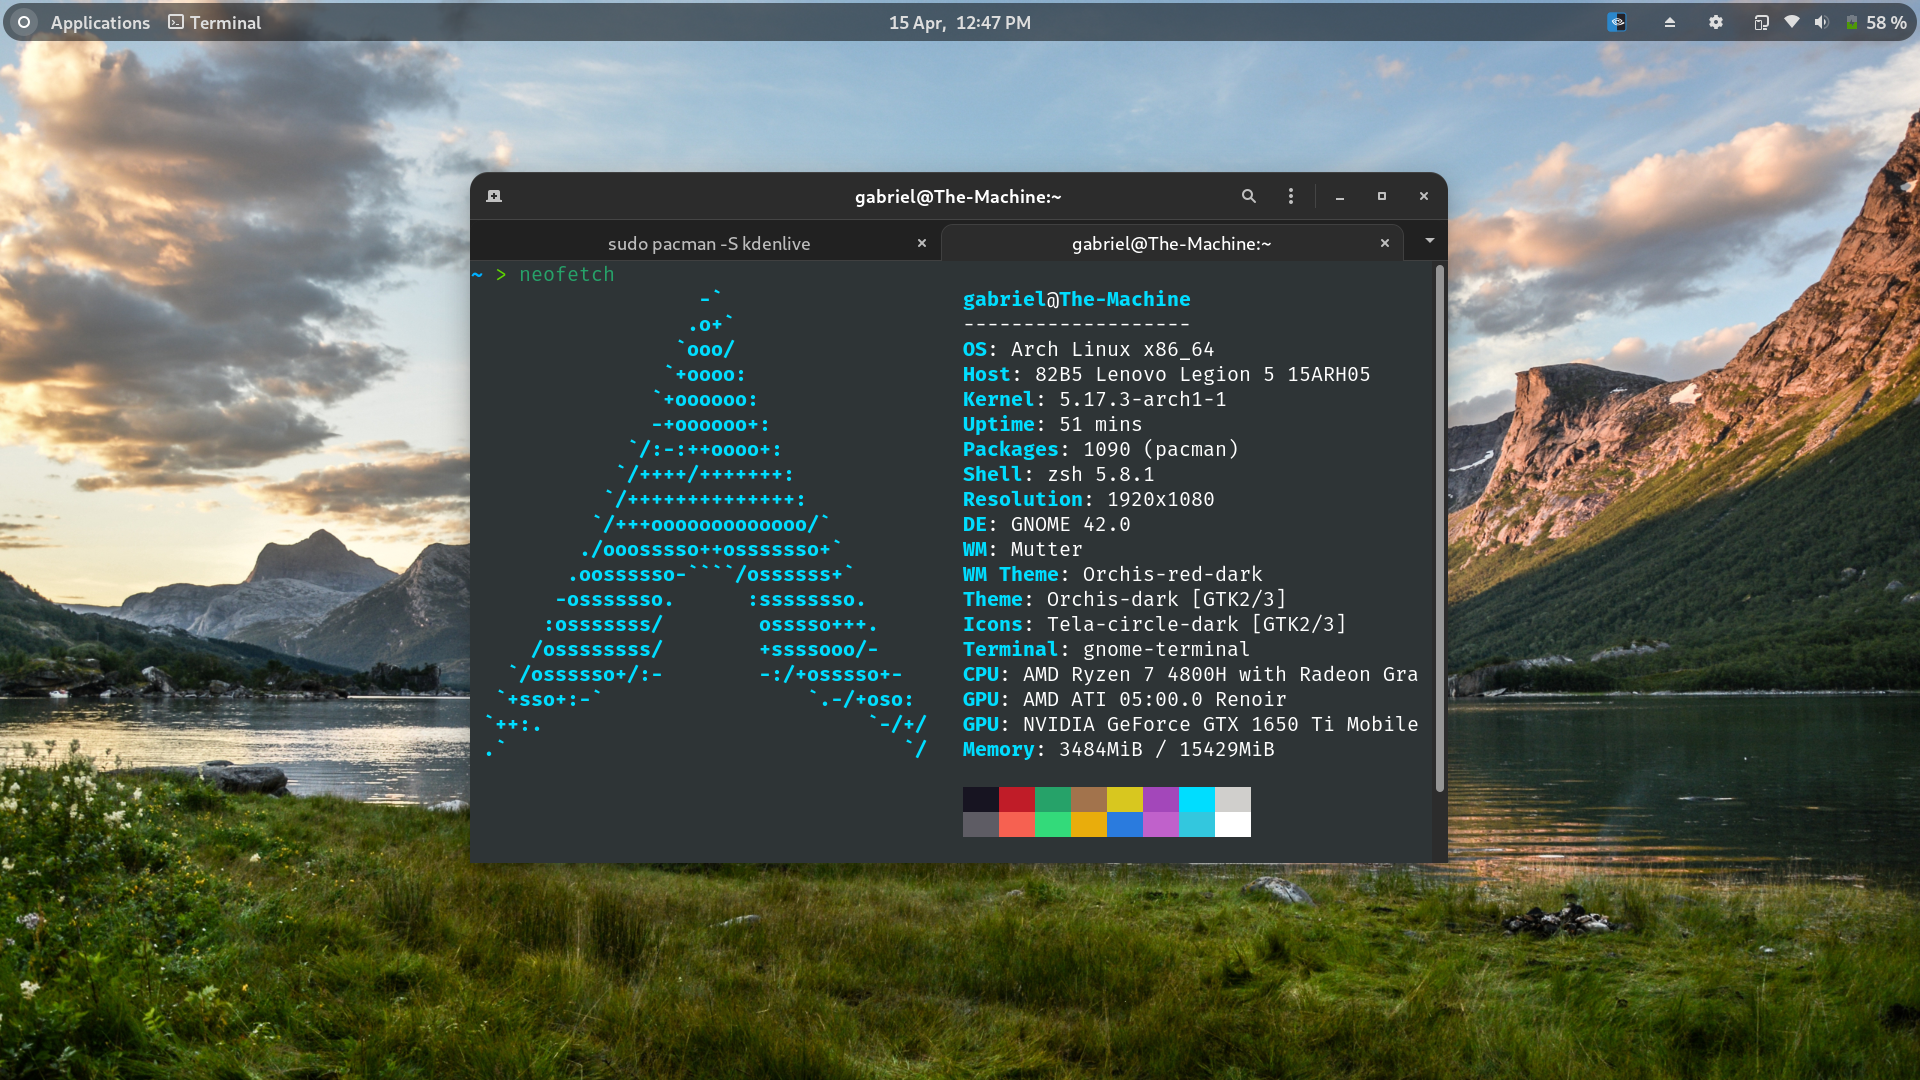 Applications Terminal 15 Apr, 12:47 PM 58 %
gabriel@The-Machine:~
sudo pacman -S kdenlive gabriel@The-Machine:~
~ > neofetch
-`
.o+`
`ooo/
`+oooo:
`+oooooo:
-+oooooo+:
`/:-:++oooo+:
`/++++/+++++++:
`/++++++++++++++:
`/+++ooooooooooooo/`
./ooosssso++osssssso+`
.oossssso-````/ossssss+`
-osssssso. :ssssssso.
:osssssss/ osssso+++.
/ossssssss/ +ssssooo/-
`/ossssso+/:- -:/+osssso+-
`+sso+:-` `.-/+oso:
`++:. `-/+/
.` `/
gabriel@The-Machine
-------------------
OS: Arch Linux x86_64
Host: 82B5 Lenovo Legion 5 15ARH05
Kernel: 5.17.3-arch1-1
Uptime: 51 mins
Packages: 1090 (pacman)
Shell: zsh 5.8.1
Resolution: 1920x1080
DE: GNOME 42.0
WM: Mutter
WM Theme: Orchis-red-dark
Theme: Orchis-dark [GTK2/3]
Icons: Tela-circle-dark [GTK2/3]
Terminal: gnome-terminal
CPU: AMD Ryzen 7 4800H with Radeon Gra
GPU: AMD ATI 05:00.0 Renoir
GPU: NVIDIA GeForce GTX 1650 Ti Mobile
Memory: 3484MiB / 15429MiB